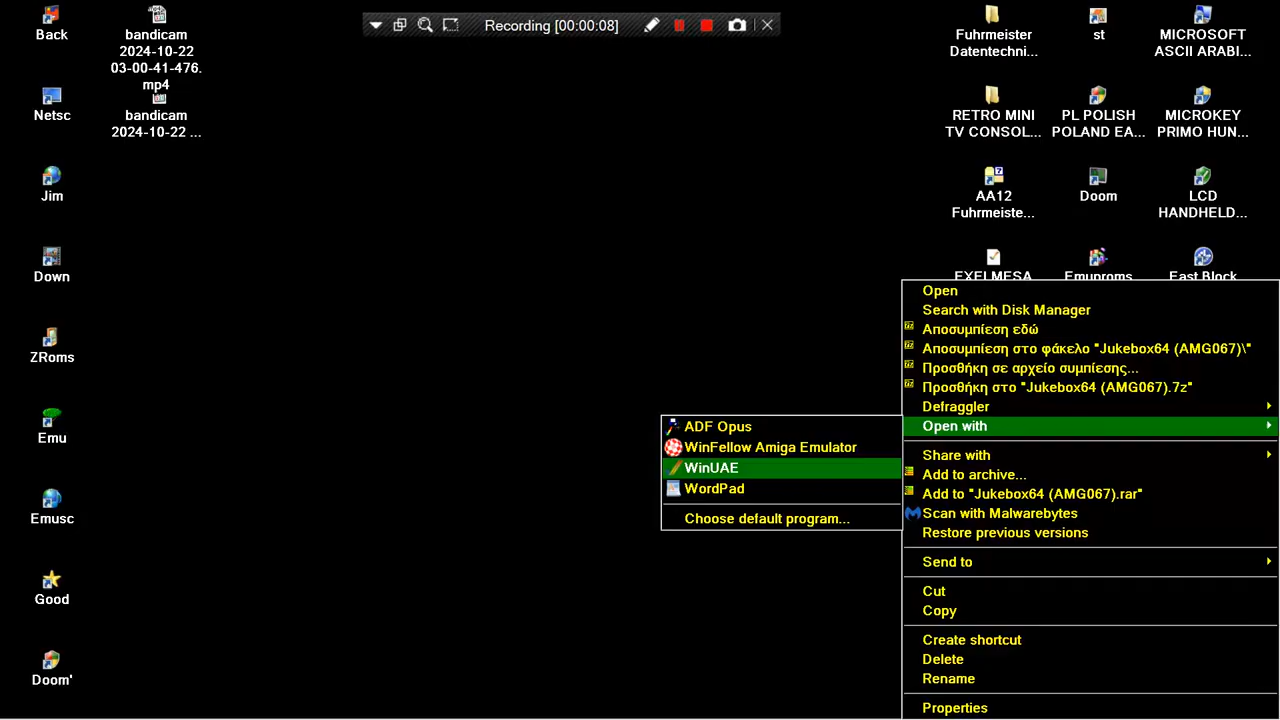 Recording [00:00:08]
Back
Netsc
Jim
Down
ZRoms
Emu
Emusc
Good
Doom'
bandicam
2024-10-22
03-00-41-476.
mp4
bandicam
2024-10-22 ...
Fuhrmeister
Datentechni...
st
MICROSOFT
ASCII ARABI...
RETRO MINI
TV CONSOL...
PL POLISH
POLAND EA...
MICROKEY
PRIMO HUN...
AA12
Fuhrmeiste...
Doom
LCD
HANDHELD...
EXELMESA
Emuproms
East Block
Open
Search with Disk Manager
Αποσυμπίεση εδώ
Αποσυμπίεση στο φάκελο "Jukebox64 (AMG067)\"
Προσθήκη σε αρχείο συμπίεσης...
Προσθήκη στο "Jukebox64 (AMG067).7z"
Defraggler
Open with
Share with
Add to archive...
Add to "Jukebox64 (AMG067).rar"
Scan with Malwarebytes
Restore previous versions
Send to
Cut
Copy
Create shortcut
Delete
Rename
Properties
ADF Opus
WinFellow Amiga Emulator
WinUAE
WordPad
Choose default program...